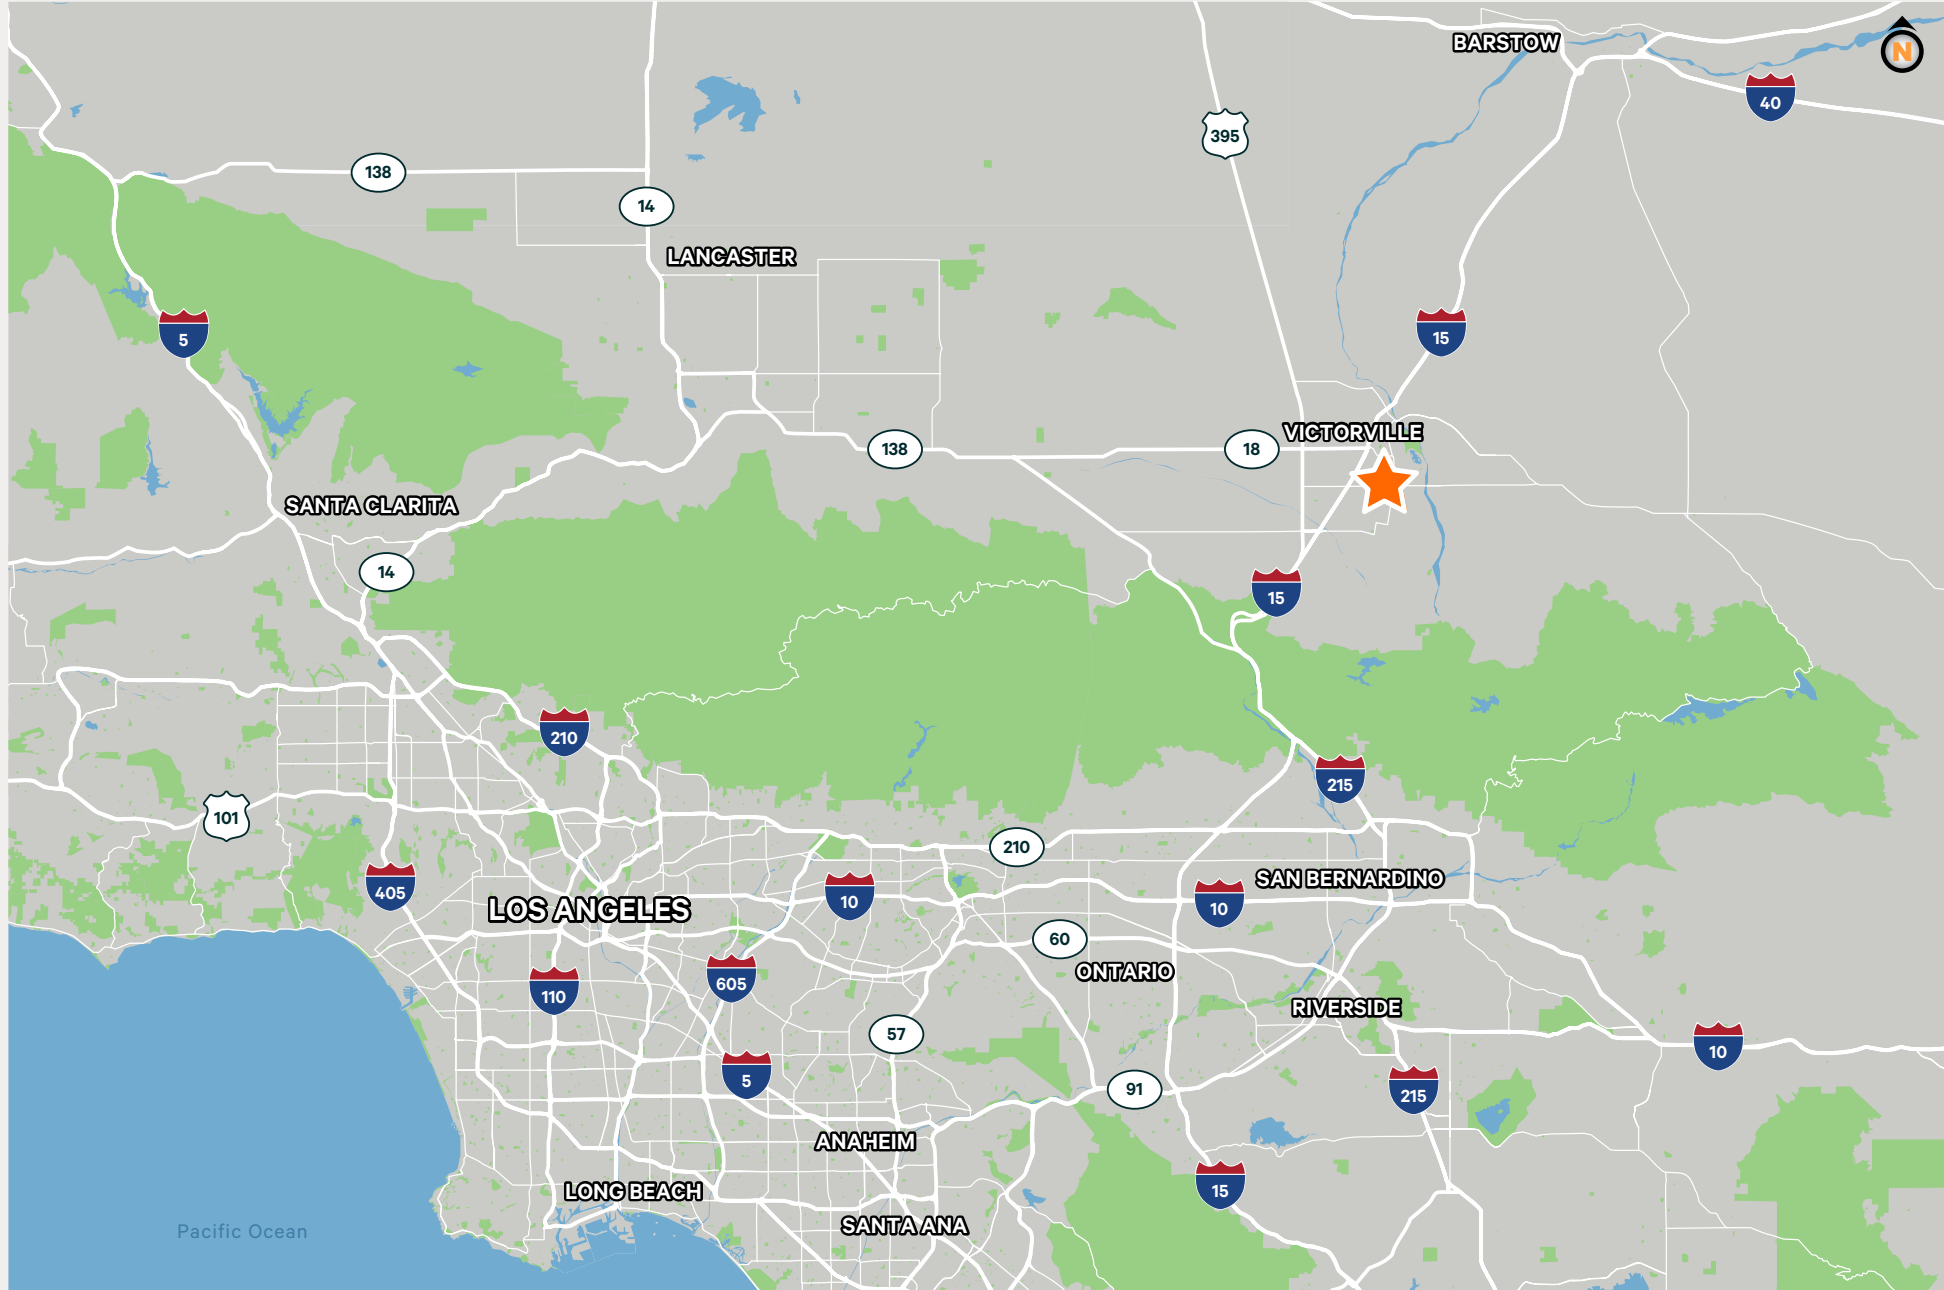 BARSTOW
N
40
395
138
14
LANCASTER
5
15
VICTORVILLE
138
18
SANTA CLARITA
14
15
210
215
101
210
405
10
SAN BERNARDINO
10
LOS ANGELES
60
ONTARIO
605
110
RIVERSIDE
57
10
5
91
215
ANAHEIM
15
LONG BEACH
SANTA ANA
Pacific Ocean